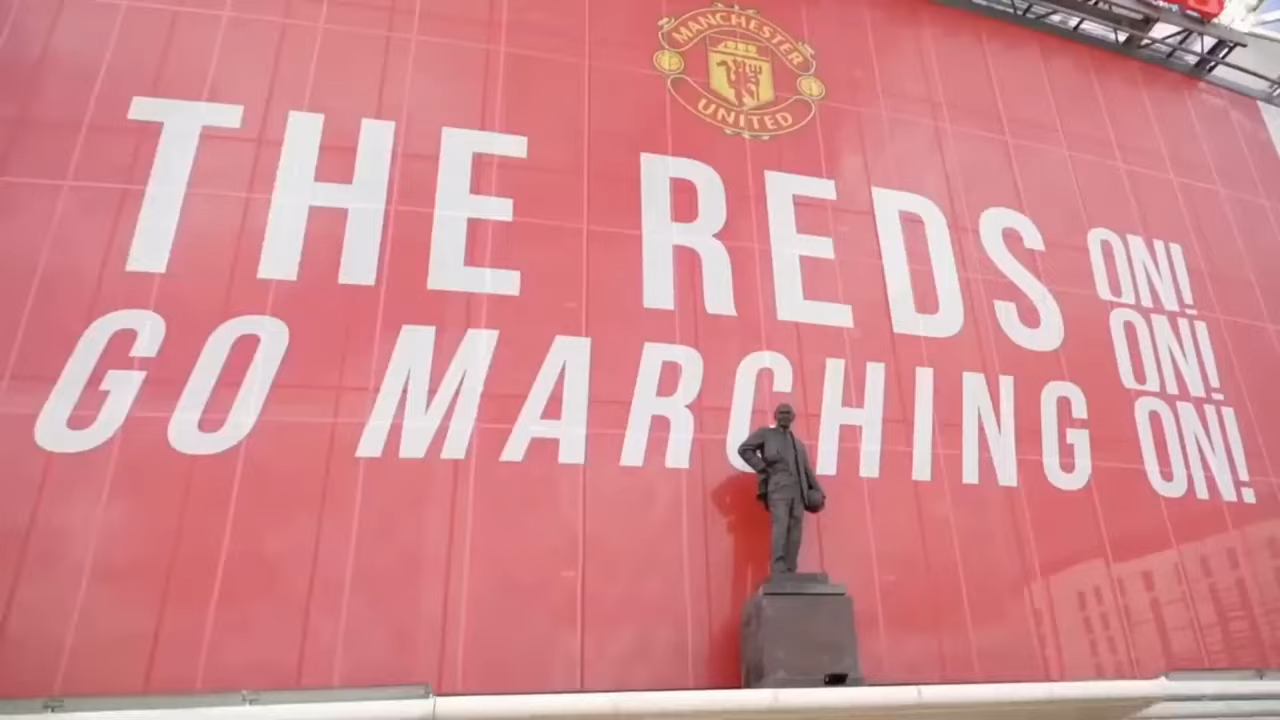 MANCHESTER
UNITED
THE REDS
GO MARCHING
ON!
ON!
ON!